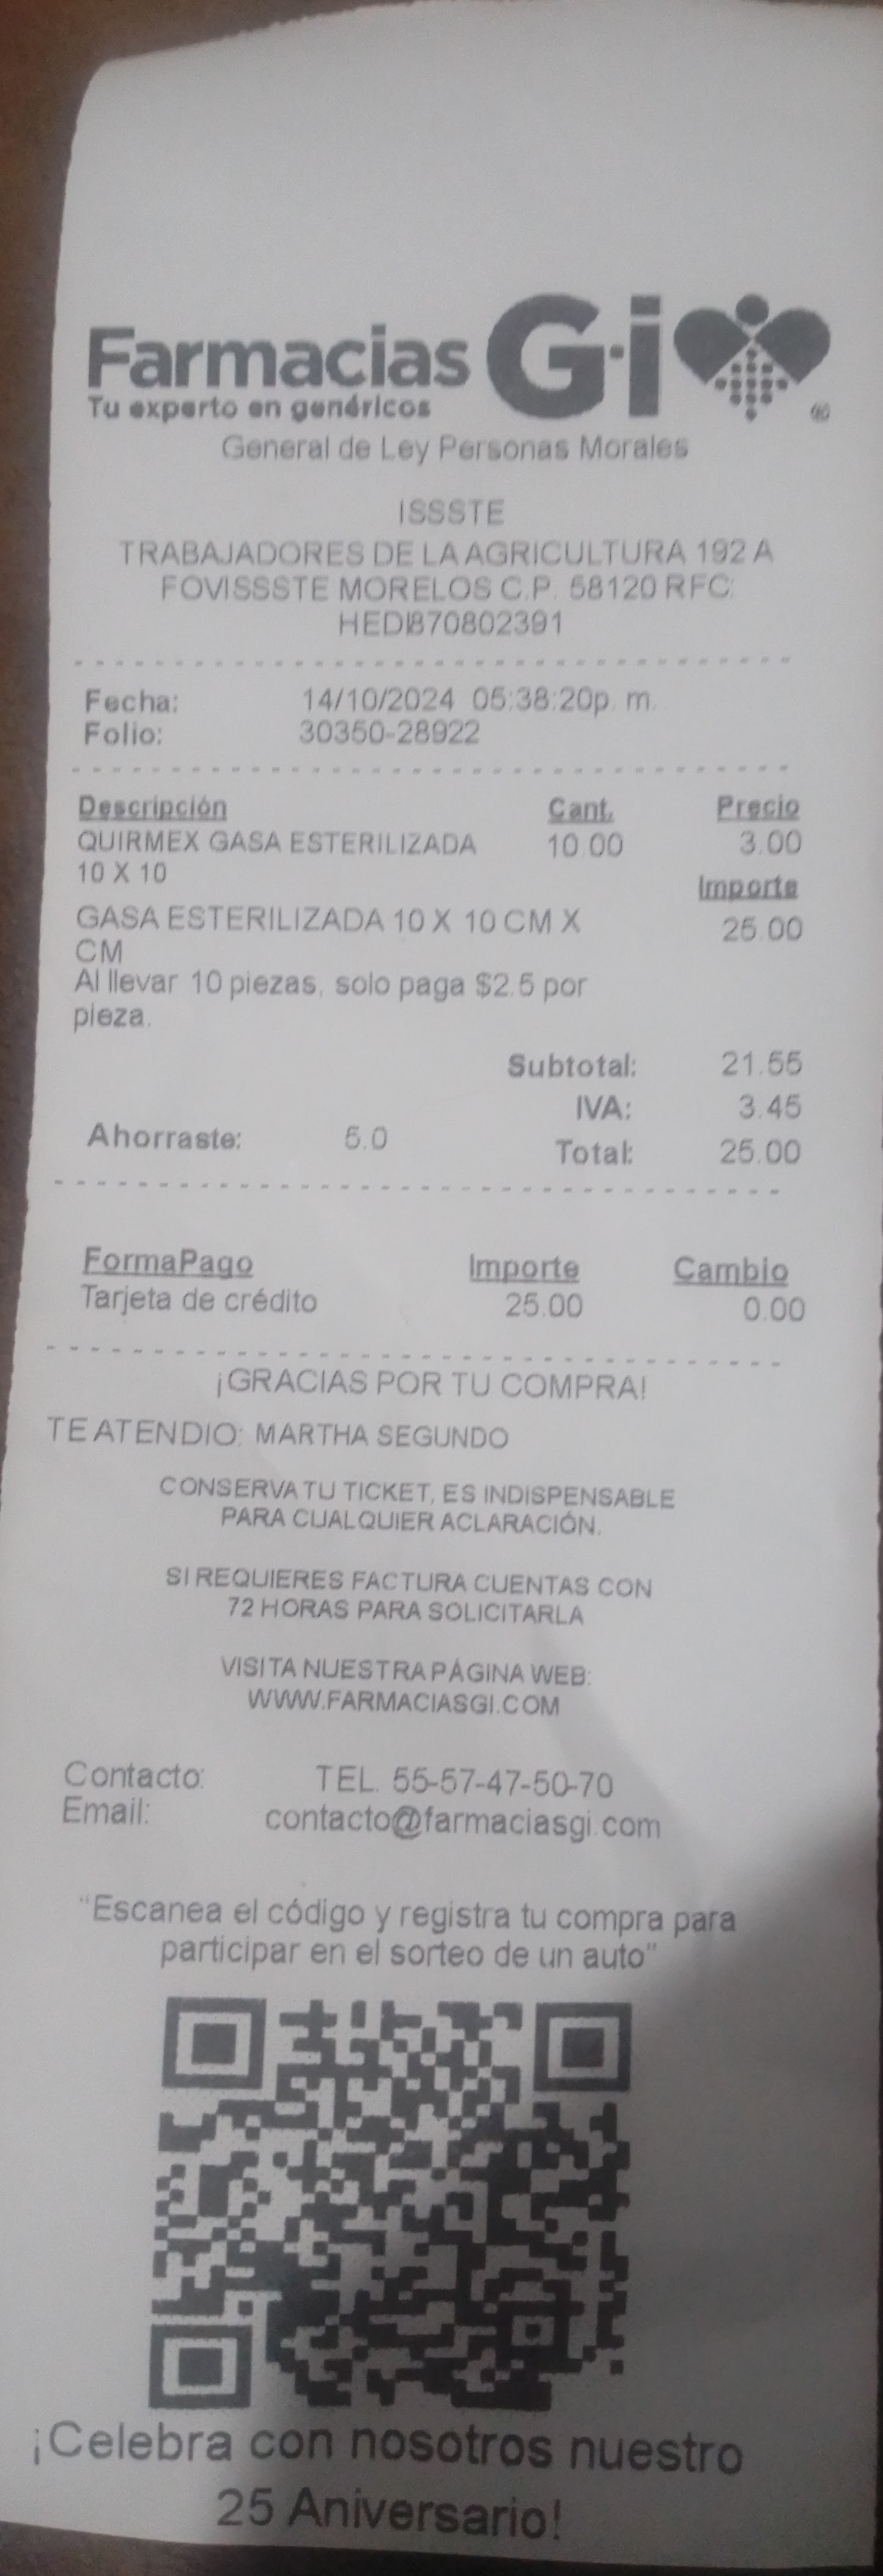 Farmacias G·i
Tu experto en genéricos
General de Ley Personas Morales
ISSSTE
TRABAJADORES DE LA AGRICULTURA 192 A
FOVISSSTE MORELOS C.P. 58120 RFC:
HEDI870802391
Fecha: 14/10/2024 05:38:20p. m.
Folio: 30350-28922
Descripción Cant. Precio
QUIRMEX GASA ESTERILIZADA 10.00 3.00
10 X 10
Importe
GASA ESTERILIZADA 10 X 10 CM X 25.00
CM
Al llevar 10 piezas, solo paga $2.5 por
pieza.
Subtotal: 21.55
IVA: 3.45
Ahorraste: 5.0 Total: 25.00
FormaPago Importe Cambio
Tarjeta de crédito 25.00 0.00
¡GRACIAS POR TU COMPRA!
TE ATENDIO: MARTHA SEGUNDO
CONSERVA TU TICKET, ES INDISPENSABLE
PARA CUALQUIER ACLARACIÓN.
SI REQUIERES FACTURA CUENTAS CON
72 HORAS PARA SOLICITARLA
VISITA NUESTRA PÁGINA WEB:
WWW.FARMACIASGI.COM
Contacto: TEL. 55-57-47-50-70
Email: contacto@farmaciasgi.com
"Escanea el código y registra tu compra para
participar en el sorteo de un auto"
¡Celebra con nosotros nuestro
25 Aniversario!